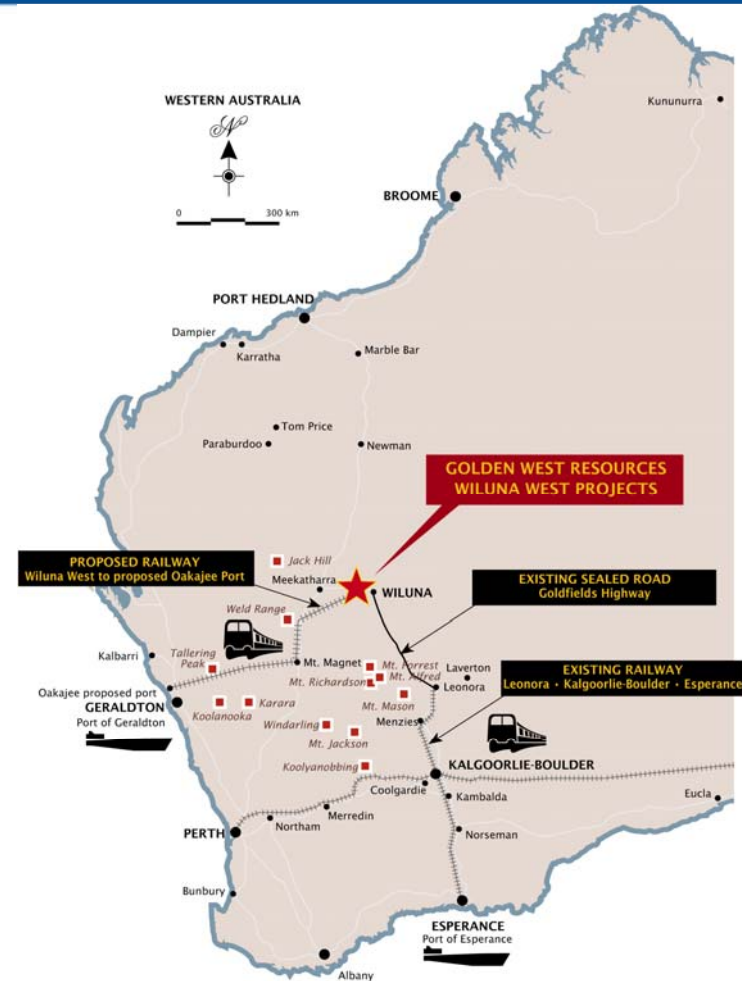 WESTERN AUSTRALIA
N
0 300 km
Kununurra
BROOME
PORT HEDLAND
Dampier
Karratha
Marble Bar
Tom Price
Paraburdoo
Newman
GOLDEN WEST RESOURCES
WILUNA WEST PROJECTS
Jack Hill
PROPOSED RAILWAY
Wiluna West to proposed Oakajee Port
Meekatharra
WILUNA
EXISTING SEALED ROAD
Goldfields Highway
Weld Range
Kalbarri
Tallering
Peak
Mt. Magnet
Mt. Forrest
Mt. Alfred
Mt. Richardson
Laverton
Leonora
EXISTING RAILWAY
Leonora · Kalgoorlie-Boulder · Esperance
Oakajee proposed port
GERALDTON
Port of Geraldton
Koolanooka
Karara
Mt. Mason
Menzies
Windarling
Mt. Jackson
Koolyanobbing
KALGOORLIE-BOULDER
Coolgardie
Kambalda
Eucla
Merredin
Northam
PERTH
Norseman
Bunbury
ESPERANCE
Port of Esperance
Albany